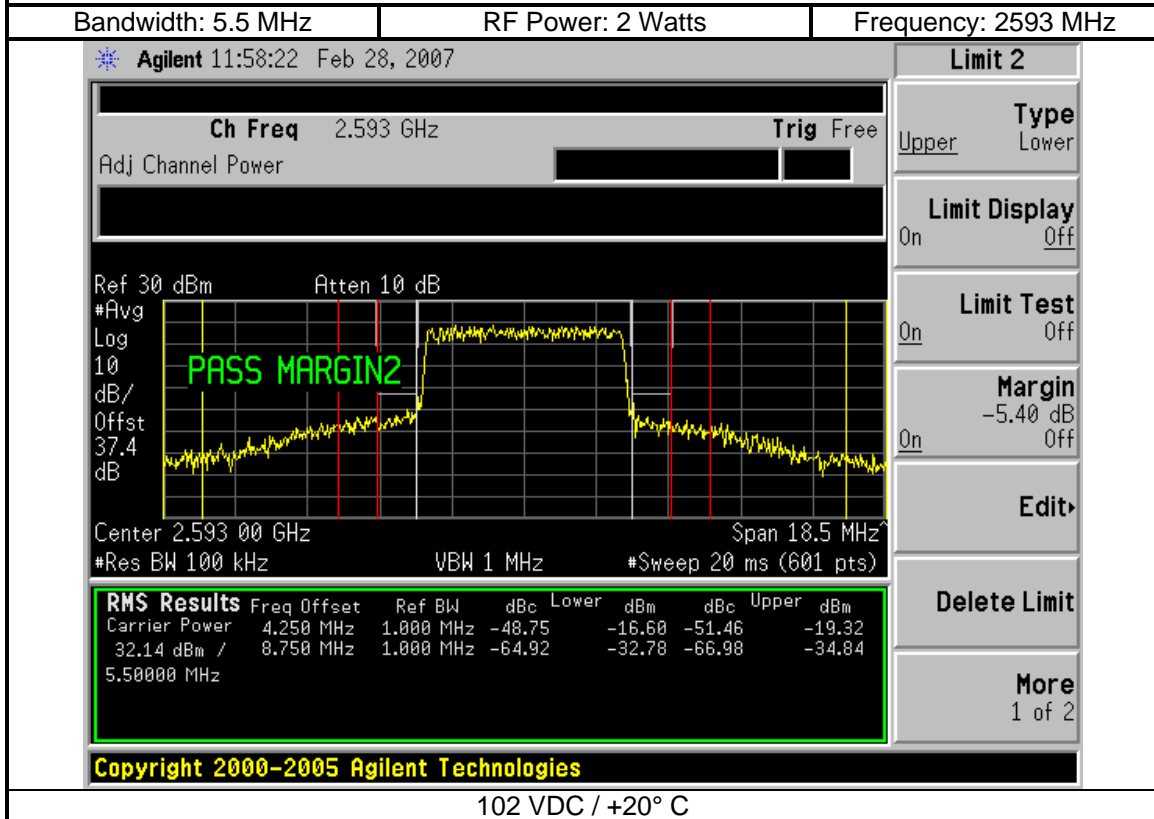 Bandwidth: 5.5 MHz RF Power: 2 Watts Frequency: 2593 MHz
Agilent 11:58:22 Feb 28, 2007
Limit 2
Ch Freq 2.593 GHz Trig Free
Adj Channel Power
Type
Upper Lower
Limit Display
On Off
Ref 30 dBm Atten 10 dB
#Avg
Log
10
dB/
Offst
37.4
dB
PASS MARGIN2
Limit Test
On Off
Margin
-5.40 dB
On Off
Edit
Center 2.593 00 GHz Span 18.5 MHz^
#Res BW 100 kHz VBW 1 MHz #Sweep 20 ms (601 pts)
RMS Results Freq Offset Ref BW dBc Lower dBm dBc Upper dBm
Carrier Power 4.250 MHz 1.000 MHz -48.75 -16.60 -51.46 -19.32
32.14 dBm / 8.750 MHz 1.000 MHz -64.92 -32.78 -66.98 -34.84
5.50000 MHz
Delete Limit
More
1 of 2
Copyright 2000-2005 Agilent Technologies
102 VDC / +20° C